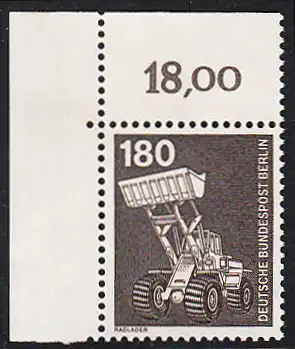 18,00
180
DEUTSCHE BUNDESPOST BERLIN
RADLADER